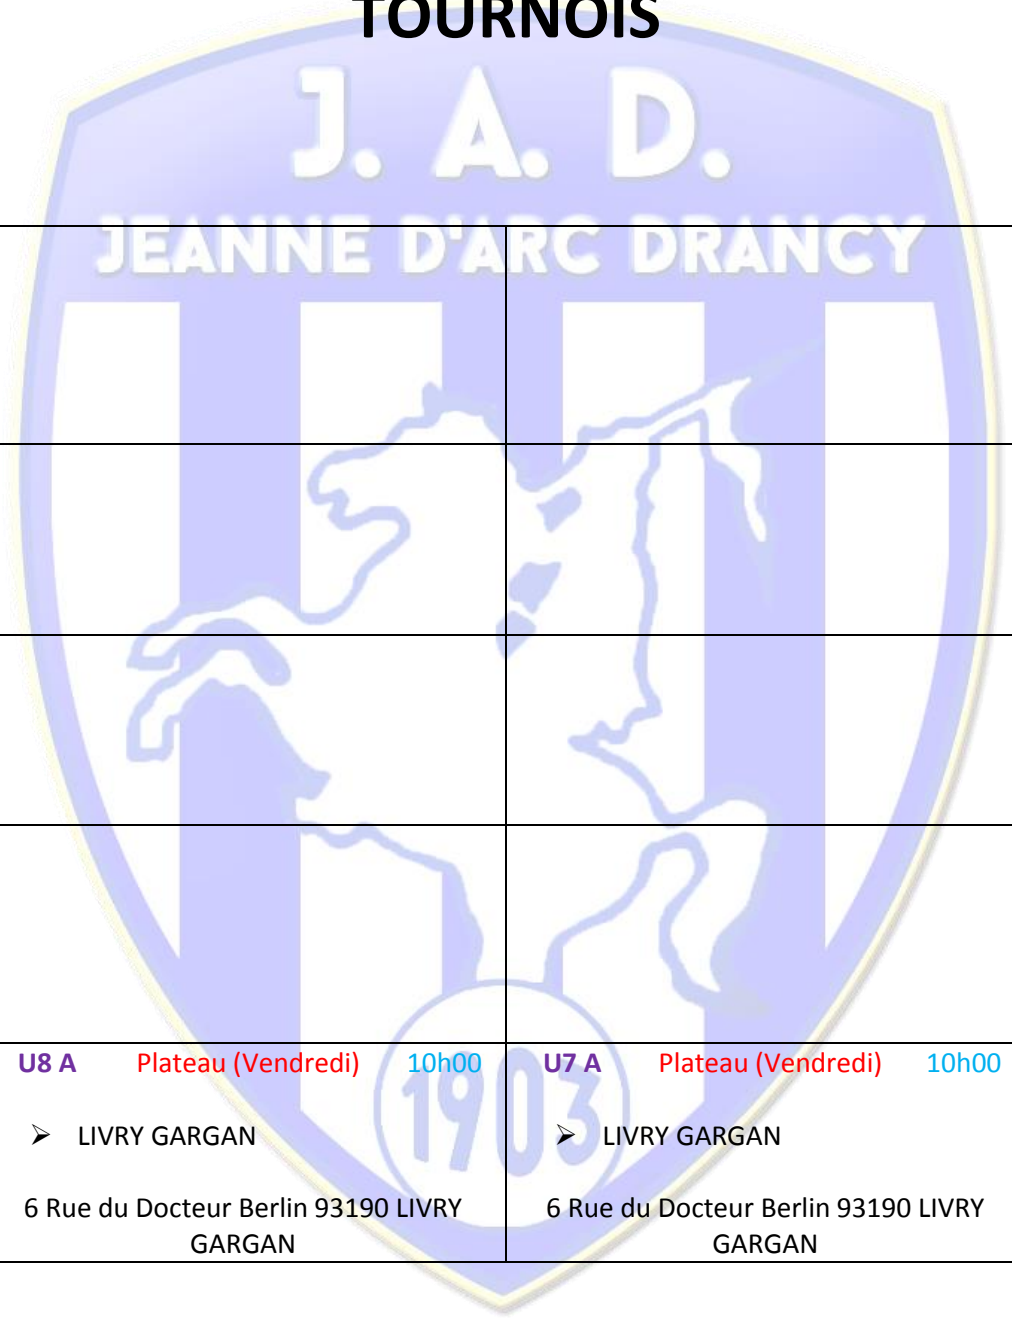 TOURNOIS
J. A. D.
JEANNE D'ARC DRANCY
U8 A Plateau (Vendredi) 10h00
➢ LIVRY GARGAN
6 Rue du Docteur Berlin 93190 LIVRY
GARGAN
U7 A Plateau (Vendredi) 10h00
➢ LIVRY GARGAN
6 Rue du Docteur Berlin 93190 LIVRY
GARGAN
1903